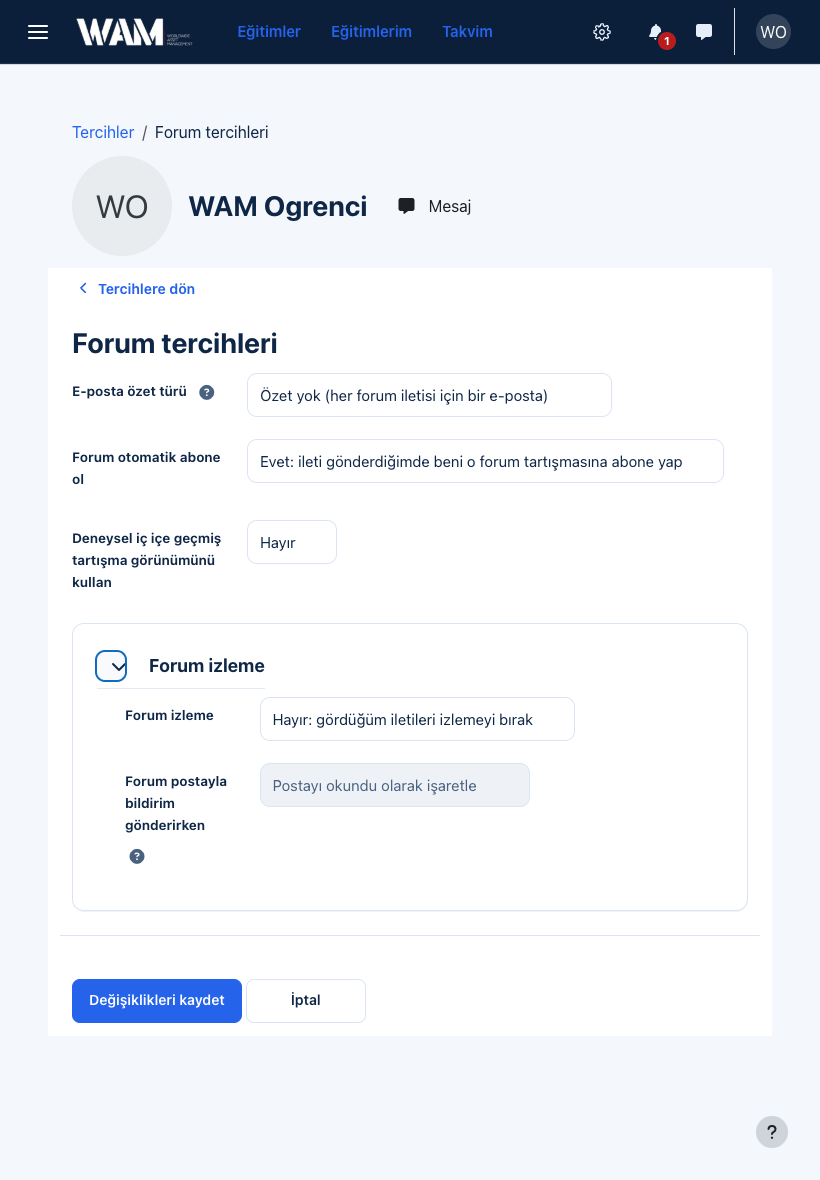 WAM
WORLDWIDE
ASSET
MANAGEMENT
Eğitimler
Eğitimlerim
Takvim
1
WO
Tercihler / Forum tercihleri
WO
WAM Ogrenci
Mesaj
Tercihlere dön
Forum tercihleri
E-posta özet türü
?
Özet yok (her forum iletisi için bir e-posta)
Forum otomatik abone
ol
Evet: ileti gönderdiğimde beni o forum tartışmasına abone yap
Deneysel iç içe geçmiş
tartışma görünümünü
kullan
Hayır
Forum izleme
Forum izleme
Hayır: gördüğüm iletileri izlemeyi bırak
Forum postayla
bildirim
gönderirken
?
Postayı okundu olarak işaretle
Değişiklikleri kaydet
İptal
?